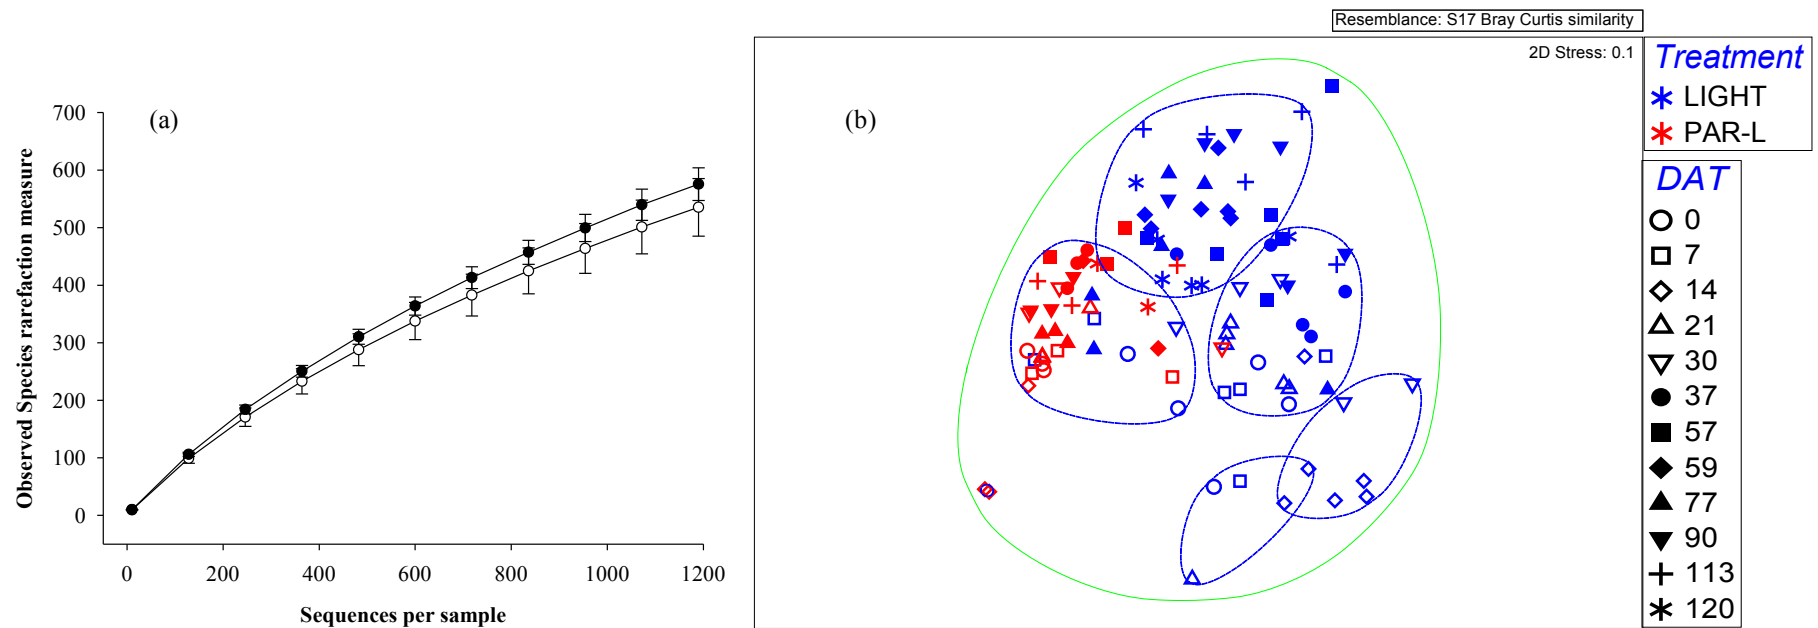 Resemblance: S17 Bray Curtis similarity
2D Stress: 0.1
(a)
(b)
Observed Species rarefaction measure
700
600
500
400
300
200
100
0
0 200 400 600 800 1000 1200
Sequences per sample
Treatment
LIGHT
PAR-L
DAT
0
7
14
21
30
37
57
59
77
90
113
120